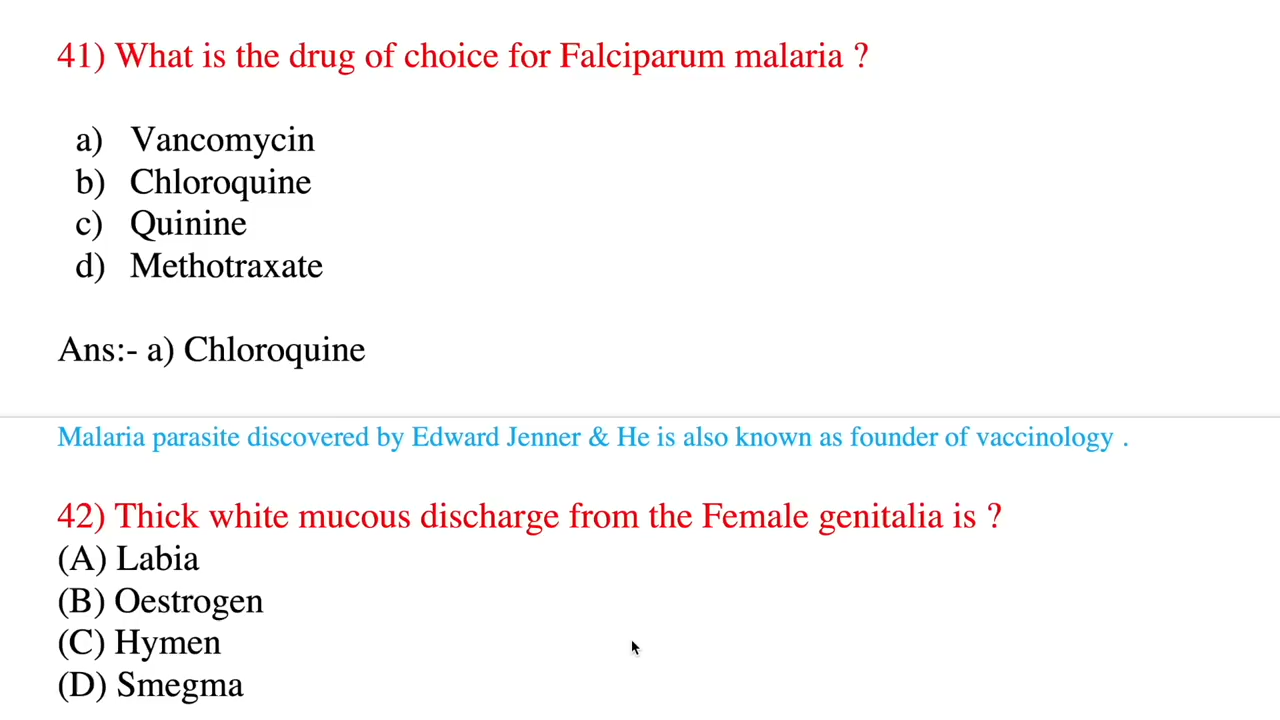 41) What is the drug of choice for Falciparum malaria ?
a) Vancomycin
b) Chloroquine
c) Quinine
d) Methotraxate
Ans:- a) Chloroquine
Malaria parasite discovered by Edward Jenner & He is also known as founder of vaccinology .
42) Thick white mucous discharge from the Female genitalia is ?
(A) Labia
(B) Oestrogen
(C) Hymen
(D) Smegma